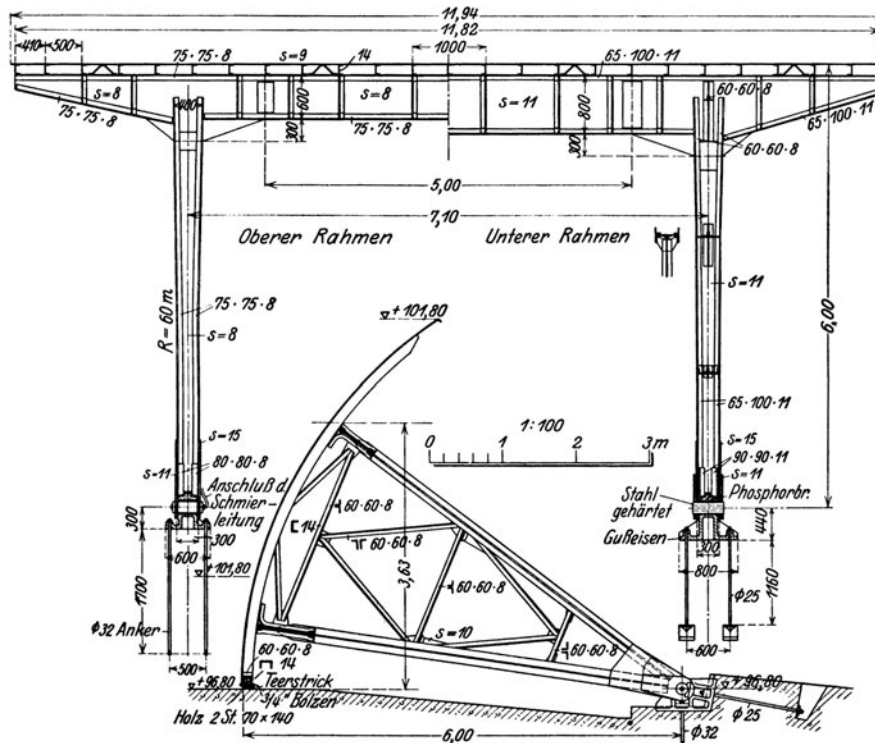 11,94
11,82
410 500
75·75·8 s=9 14 1000 65·100·11
s=8 600 s=8 s=11 800 60·60·8
480
75·75·8 300 75·75·8 300 60·60·8 65·100·11
5,00
7,10
Oberer Rahmen Unterer Rahmen
R=60m 75·75·8 s=11
s=8 6,00
+101,80
65·100·11
1:100
0 1 2 3m
s=15 s=15
s=11 80·80·8 90·90·11
s=11
Anschluß d. Schmier-
leitung
Stahl
gehärtet
Phosphorbr.
Gußeisen
300 300 440
600 300
+101,80 800
1700 1160
Φ32 Anker Φ25
500 600
⊏14 60·60·8
60·60·8
3,63 60·60·8
s=10
60·60·8
60·60·8
⊓ 14
Teerstrick
+96,80 3/4" Bolzen +96,80
Holz 2 St. 70×140 Φ25
6,00 Φ32